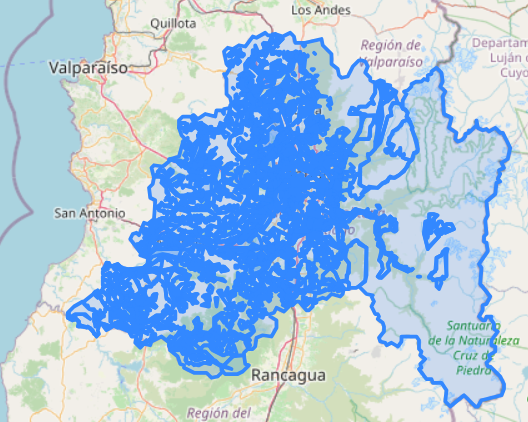 Los Andes
Quillota
Región de
Valparaíso
Departam
Luján d
Cuyo
Valparaíso
San Antonio
Santuario
de la Naturaleza
Cruz de
Piedra
Rancagua
Región del